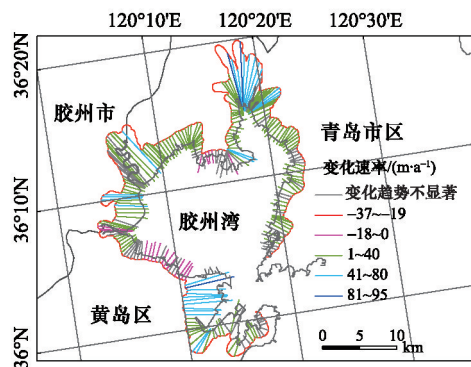 120°10'E 120°20'E 120°30'E
36°20'N
36°10'N
36°N
胶州市
青岛市区
胶州湾
黄岛区
变化速率/(m·a⁻¹)
变化趋势不显著
−37~−19
−18~0
1~40
41~80
81~95
0 5 10
km